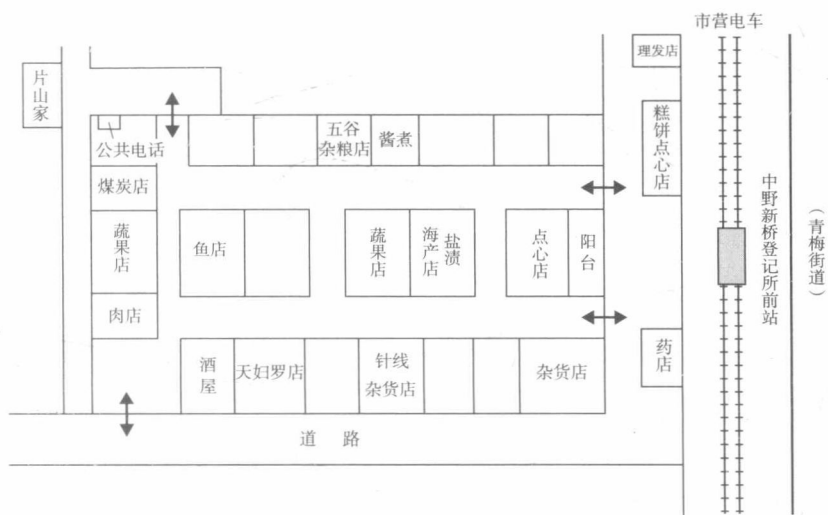 市营电车
理发店
片山家
糕饼点心店
公共电话
五谷
杂粮店
酱煮
煤炭店
蔬果店
鱼店
蔬果店
海产店
盐渍
点心店
阳台
中野新桥登记所前站
（青梅街道）
肉店
酒屋
天妇罗店
针线
杂货店
杂货店
药店
道路